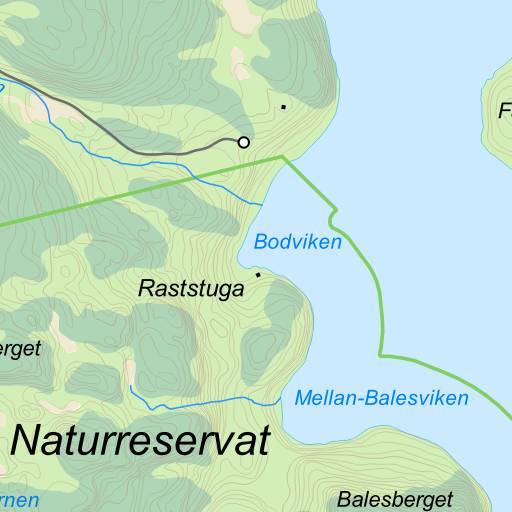 Bodviken
Raststuga
Mellan-Balesviken
Naturreservat
Balesberget